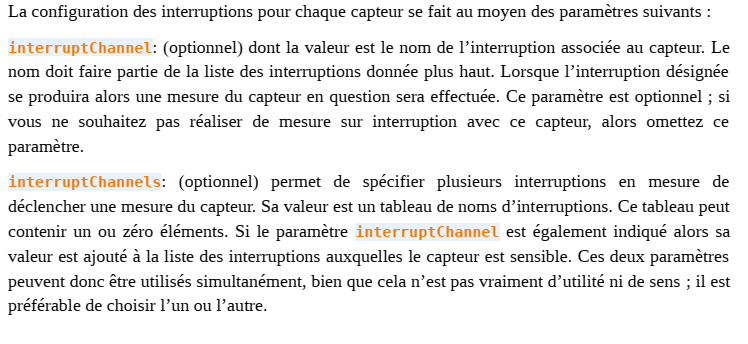 La configuration des interruptions pour chaque capteur se fait au moyen des paramètres suivants :
interruptChannel: (optionnel) dont la valeur est le nom de l’interruption associée au capteur. Le
nom doit faire partie de la liste des interruptions donnée plus haut. Lorsque l’interruption désignée
se produira alors une mesure du capteur en question sera effectuée. Ce paramètre est optionnel ; si
vous ne souhaitez pas réaliser de mesure sur interruption avec ce capteur, alors omettez ce
paramètre.
interruptChannels: (optionnel) permet de spécifier plusieurs interruptions en mesure de
déclencher une mesure du capteur. Sa valeur est un tableau de noms d’interruptions. Ce tableau peut
contenir un ou zéro éléments. Si le paramètre interruptChannel est également indiqué alors sa
valeur est ajouté à la liste des interruptions auxquelles le capteur est sensible. Ces deux paramètres
peuvent donc être utilisés simultanément, bien que cela n’est pas vraiment d’utilité ni de sens ; il est
préférable de choisir l’un ou l’autre.